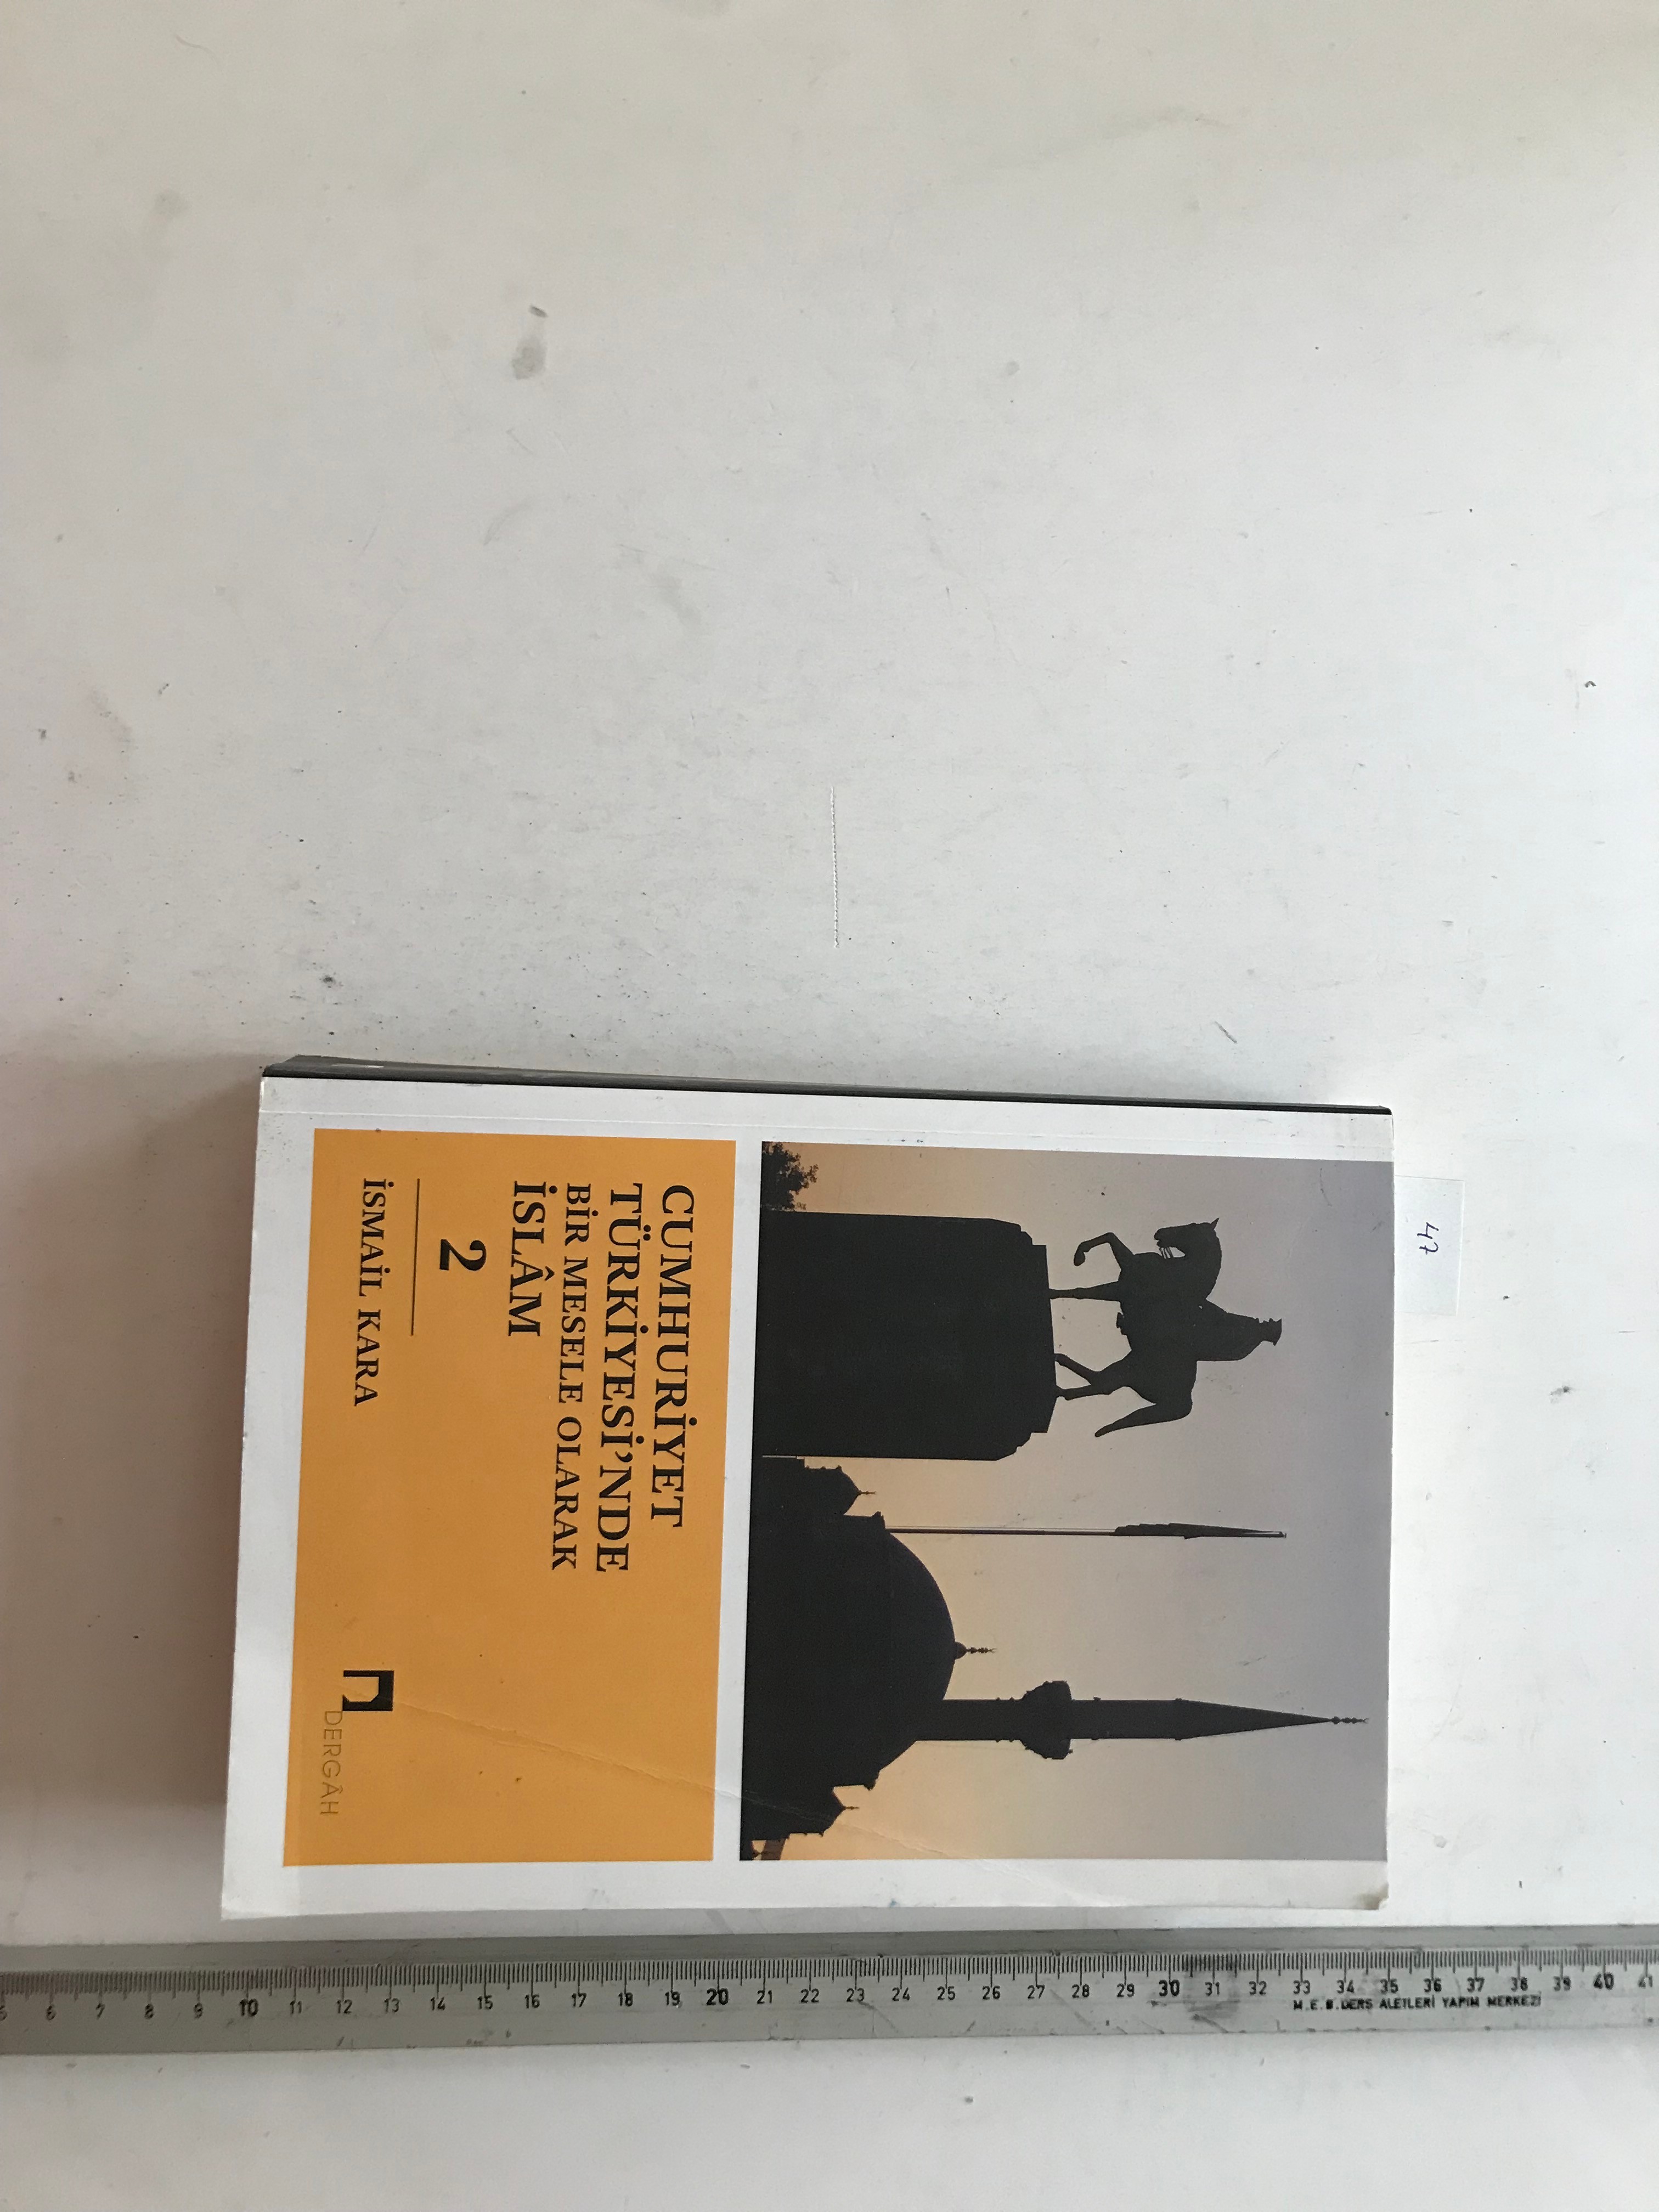 47
CUMHURİYET
TÜRKİYESİ'NDE
BİR MESELE OLARAK
İSLÂM
2
İSMAİL KARA
DERGÂH
6 7 8 9 10 11 12 13 14 15 16 17 18 19 20 21 22 23 24 25 26 27 28 29 30 31 32 33 34 35 36 37 38 39 40 41
M.E.B. DERS ALETLERİ YAPIM MERKEZİ